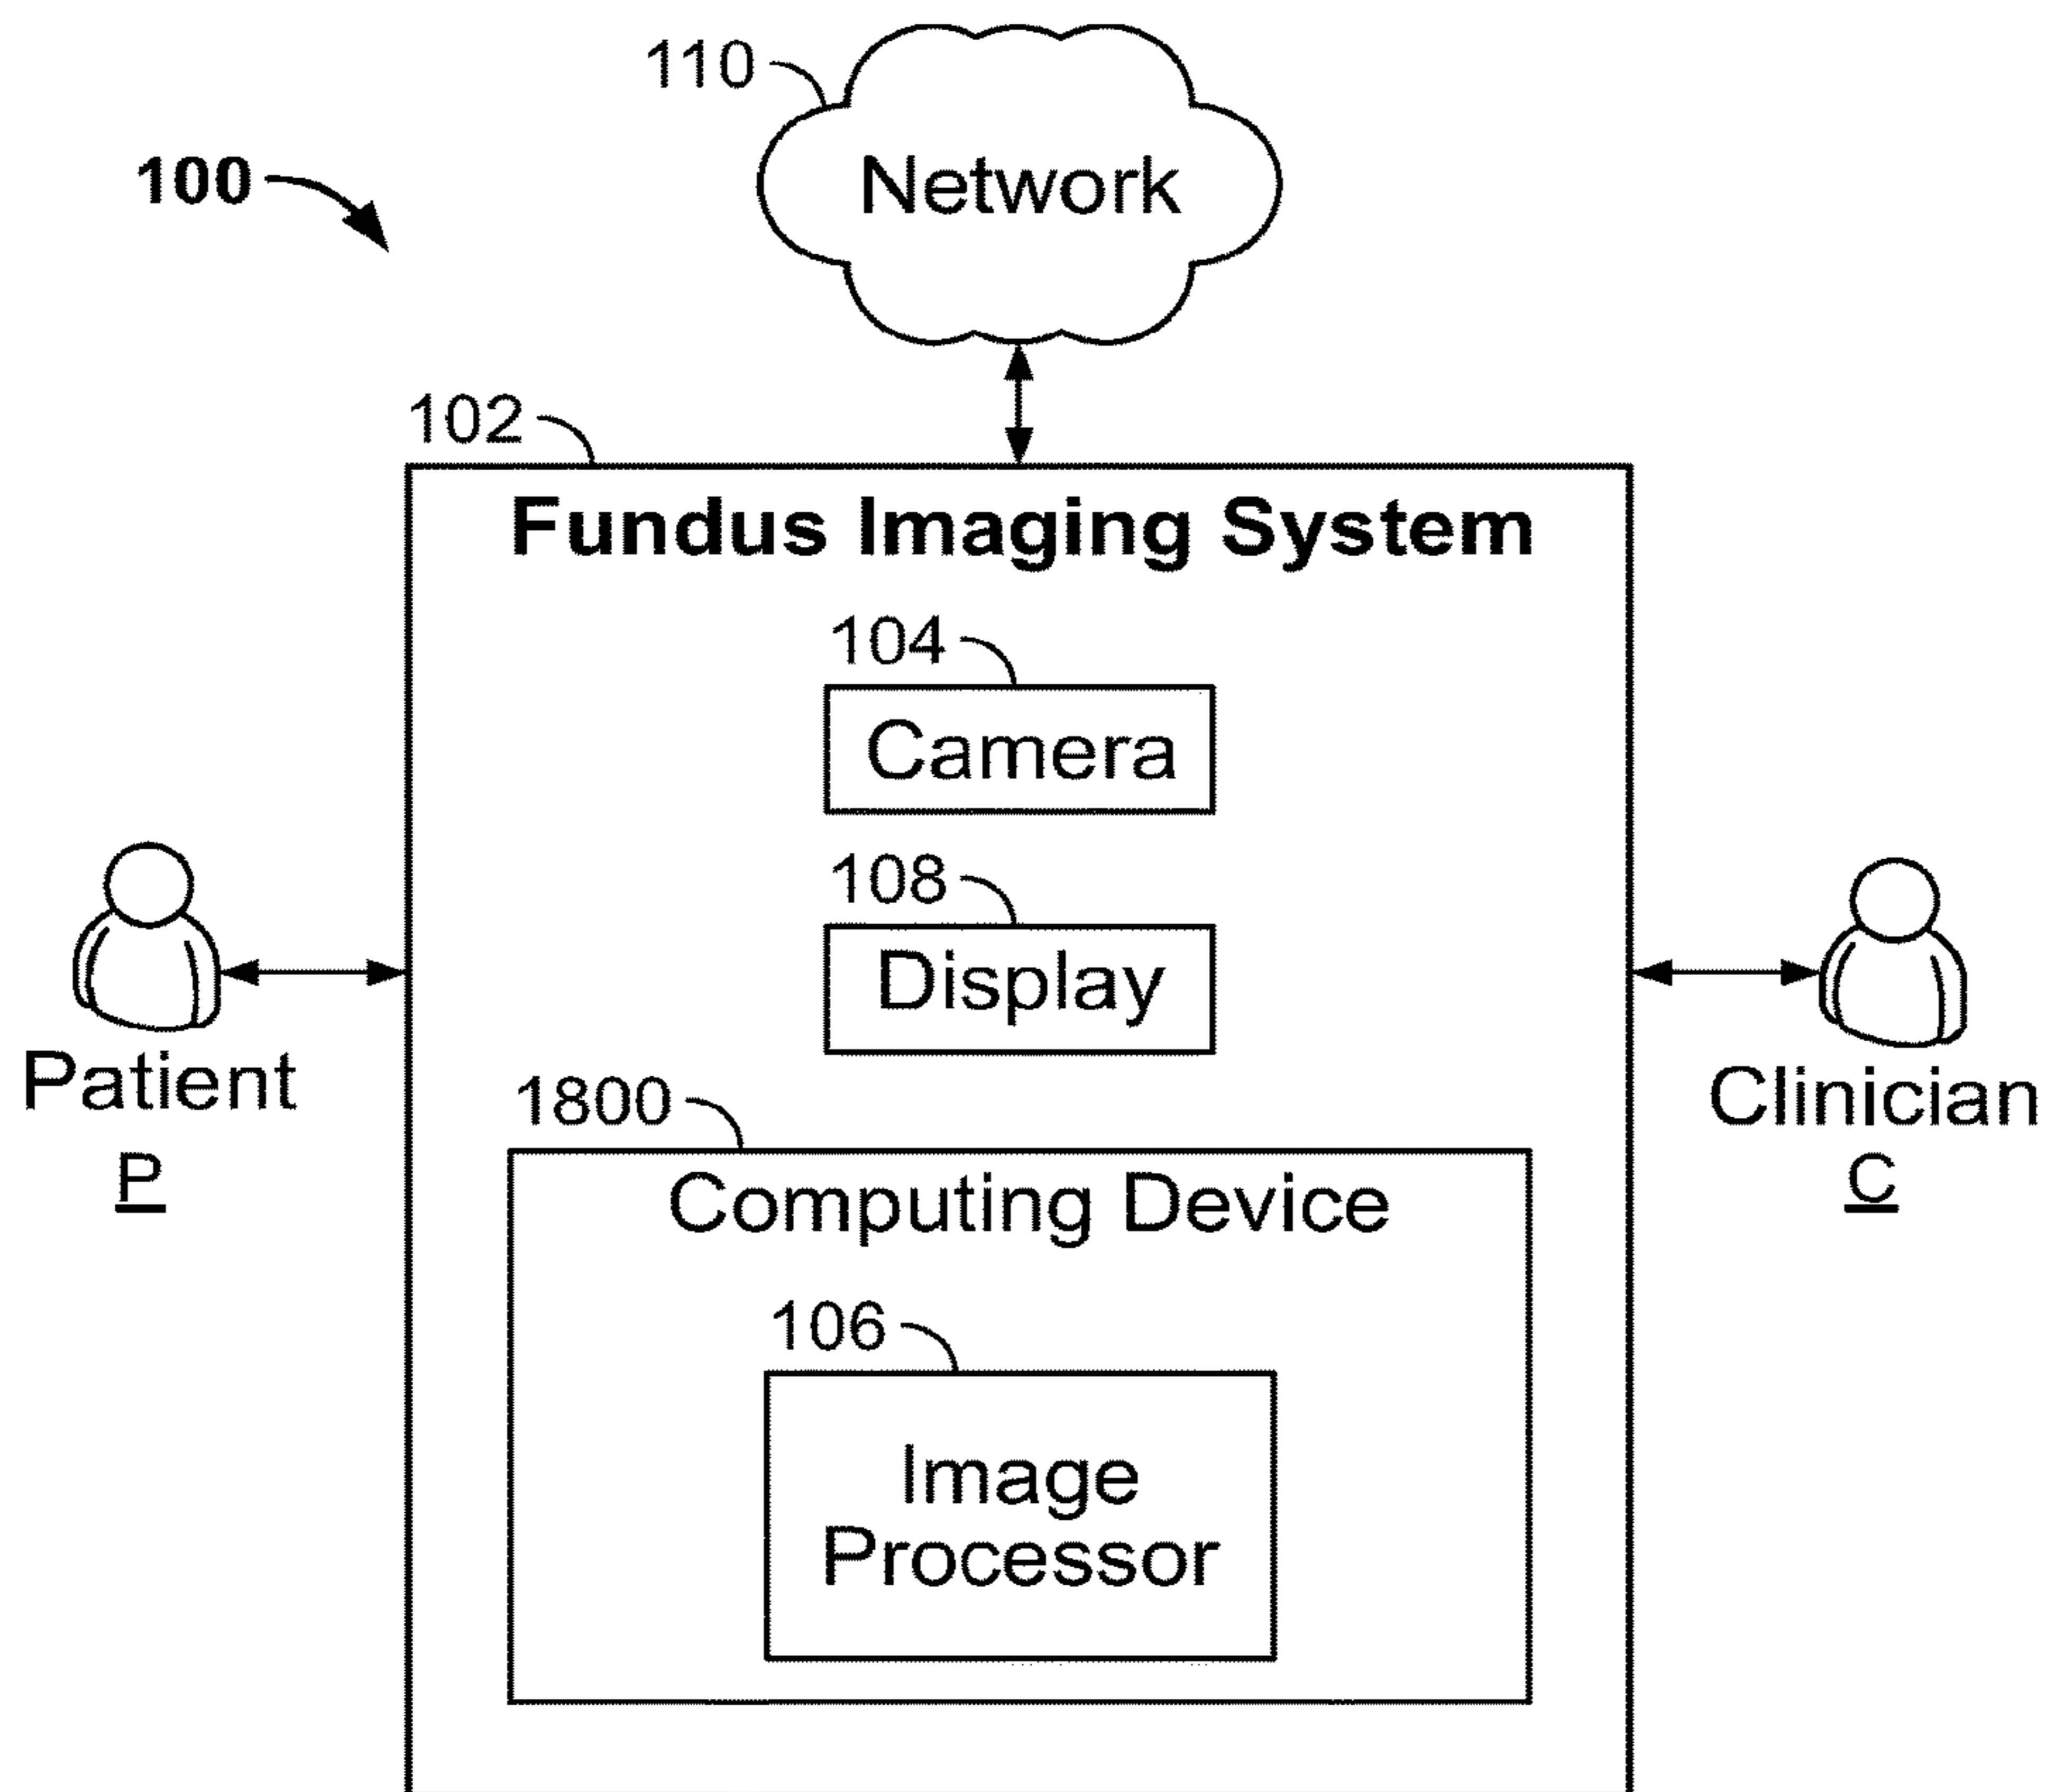 110
Network
100
102
Fundus Imaging System
104
Camera
108
Display
Patient
P
Clinician
C
1800
Computing Device
106
Image
Processor